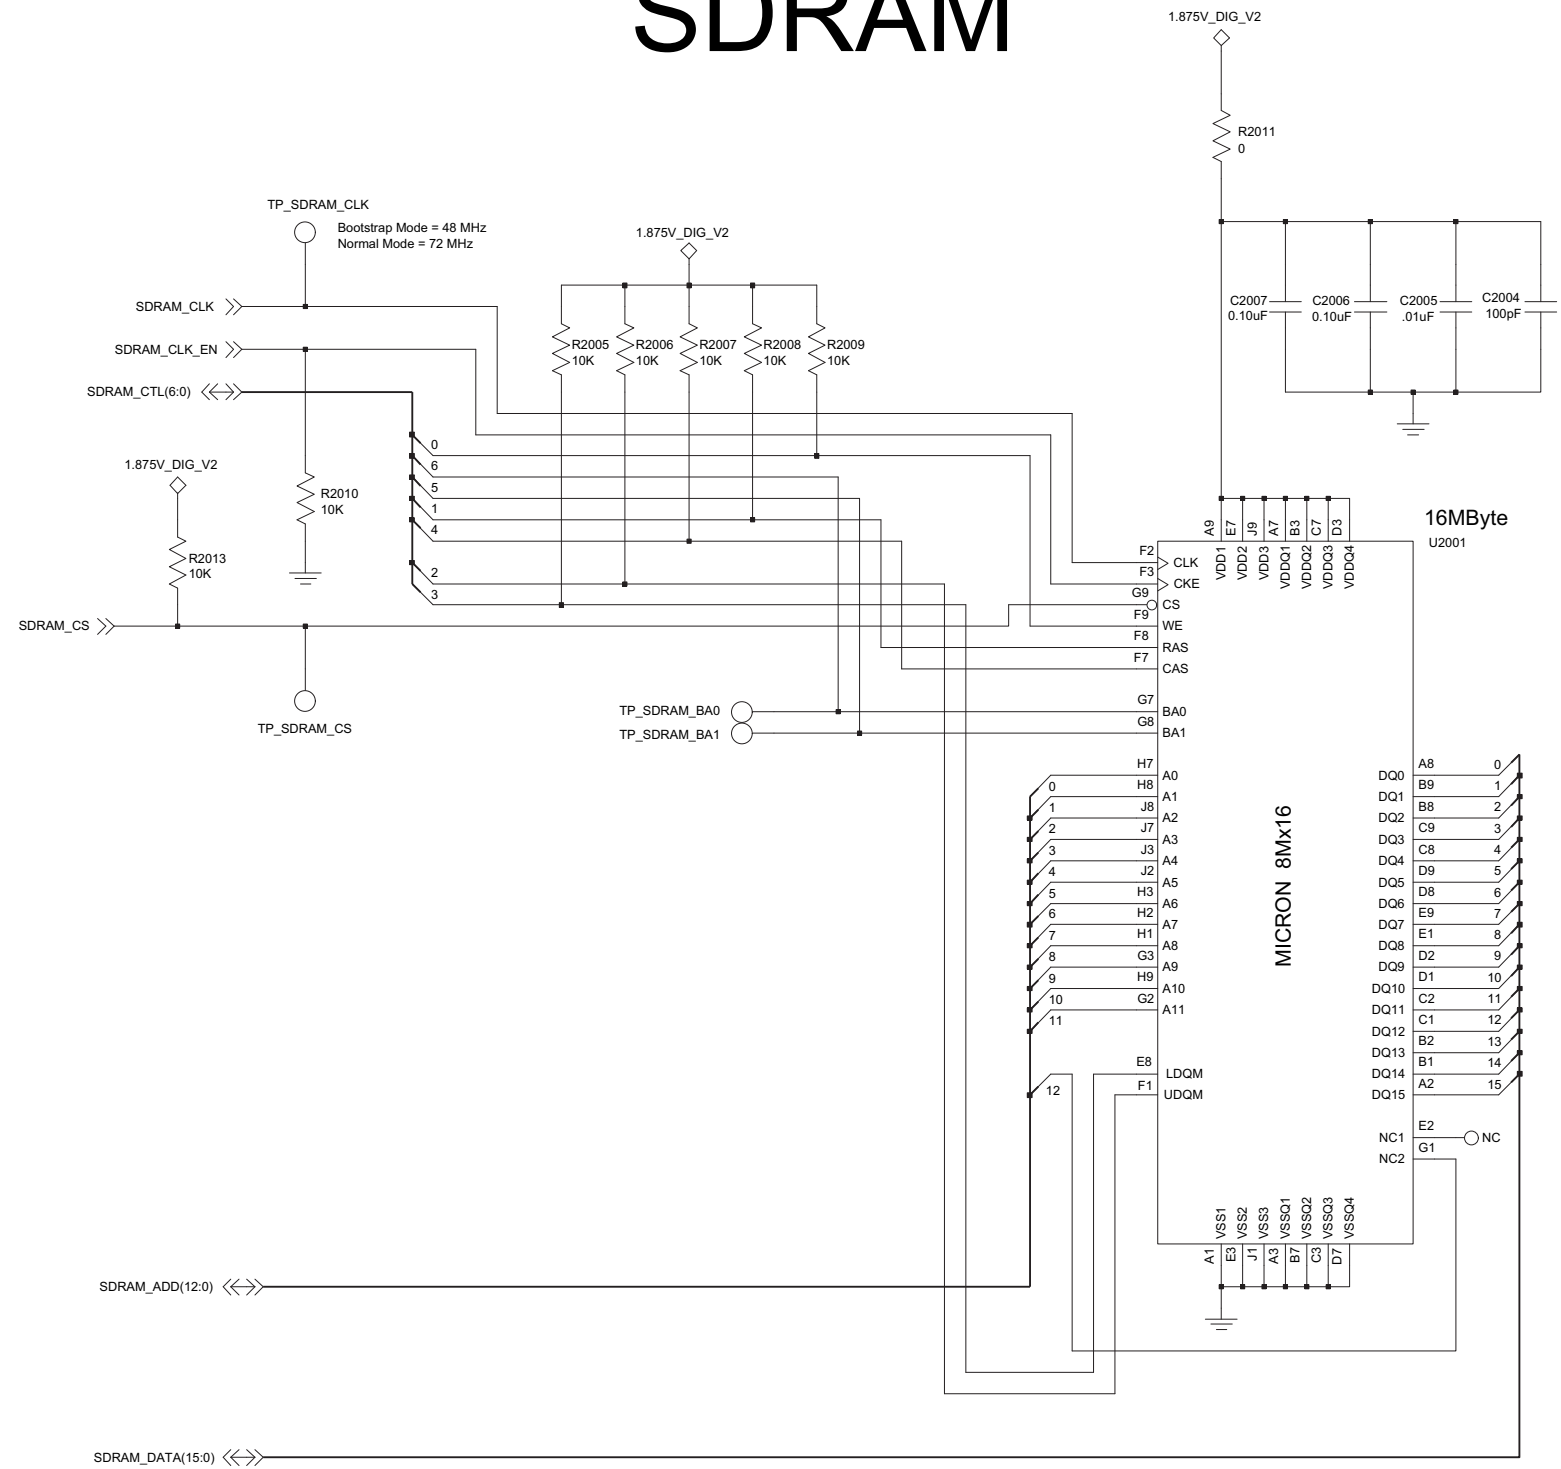 SDRAM
1.875V_DIG_V2
R2011
0
TP_SDRAM_CLK
Bootstrap Mode = 48 MHz
Normal Mode = 72 MHz
1.875V_DIG_V2
SDRAM_CLK
SDRAM_CLK_EN
SDRAM_CTL(6:0)
R2005
10K
R2006
10K
R2007
10K
R2008
10K
R2009
10K
C2007
0.10uF
C2006
0.10uF
C2005
.01uF
C2004
100pF
0
6
5
1
4
2
3
1.875V_DIG_V2
R2010
10K
R2013
10K
SDRAM_CS
TP_SDRAM_CS
TP_SDRAM_BA0
TP_SDRAM_BA1
16MByte
U2001
A9
E7
J9
A7
B3
C7
D3
VDD1
VDD2
VDD3
VDDQ1
VDDQ2
VDDQ3
VDDQ4
F2
CLK
F3
CKE
G9
CS
F9
WE
F8
RAS
F7
CAS
G7
BA0
G8
BA1
H7
A0
0
H8
A1
1
J8
A2
2
J7
A3
3
J3
A4
4
J2
A5
5
H3
A6
6
H2
A7
7
H1
A8
8
G3
A9
9
H9
A10
10
G2
A11
11
E8
LDQM
F1
UDQM
12
MICRON 8Mx16
DQ0
A8
0
DQ1
B9
1
DQ2
B8
2
DQ3
C9
3
DQ4
C8
4
DQ5
D9
5
DQ6
D8
6
DQ7
E9
7
DQ8
E1
8
DQ9
D2
9
DQ10
D1
10
DQ11
C2
11
DQ12
C1
12
DQ13
B2
13
DQ14
B1
14
DQ15
A2
15
NC1
E2
NC
NC2
G1
VSS1
VSS2
VSS3
VSSQ1
VSSQ2
VSSQ3
VSSQ4
A1
E3
J1
A3
B7
C3
D7
SDRAM_ADD(12:0)
SDRAM_DATA(15:0)